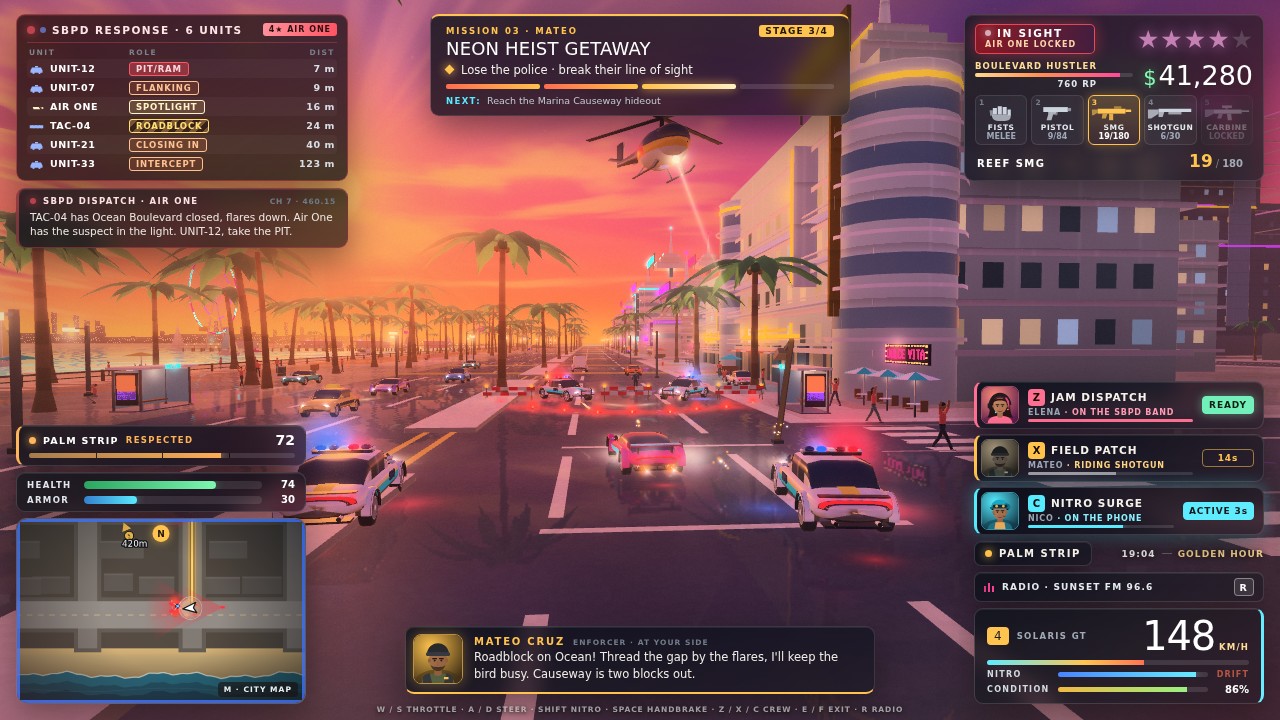 SBPD RESPONSE · 6 UNITS
4★ AIR ONE
UNIT ROLE DIST
UNIT-12 PIT/RAM 7 m
UNIT-07 FLANKING 9 m
AIR ONE SPOTLIGHT 16 m
TAC-04 ROADBLOCK 24 m
UNIT-21 CLOSING IN 40 m
UNIT-33 INTERCEPT 123 m
SBPD DISPATCH · AIR ONE CH 7 · 460.15
TAC-04 has Ocean Boulevard closed, flares down. Air One
has the suspect in the light. UNIT-12, take the PIT.
MISSION 03 · MATEO STAGE 3/4
NEON HEIST GETAWAY
Lose the police · break their line of sight
NEXT: Reach the Marina Causeway hideout
IN SIGHT
AIR ONE LOCKED
★★★★★
BOULEVARD HUSTLER
760 RP
$41,280
1 FISTS MELEE
2 PISTOL 9/84
3 SMG 19/180
4 SHOTGUN 6/30
5 CARBINE LOCKED
REEF SMG 19 / 180
DOLCE VITA
PALM STRIP RESPECTED 72
HEALTH 74
ARMOR 30
N
420m
M · CITY MAP
Z JAM DISPATCH
ELENA · ON THE SBPD BAND
READY
X FIELD PATCH
MATEO · RIDING SHOTGUN
14s
C NITRO SURGE
NICO · ON THE PHONE
ACTIVE 3s
PALM STRIP 19:04 — GOLDEN HOUR
RADIO · SUNSET FM 96.6 R
4 SOLARIS GT 148 KM/H
NITRO DRIFT
CONDITION 86%
MATEO CRUZ ENFORCER · AT YOUR SIDE
Roadblock on Ocean! Thread the gap by the flares, I'll keep the
bird busy. Causeway is two blocks out.
W / S THROTTLE · A / D STEER · SHIFT NITRO · SPACE HANDBRAKE · Z / X / C CREW · E / F EXIT · R RADIO